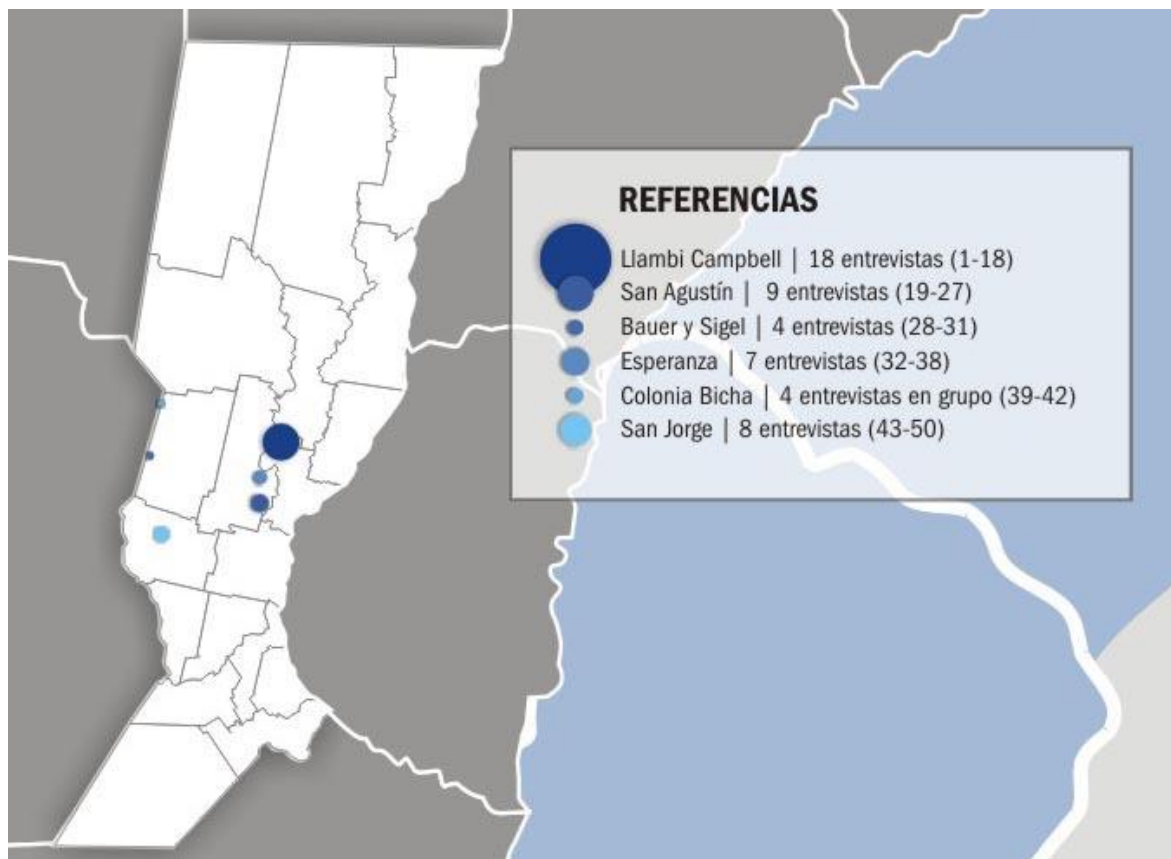 REFERENCIAS
Llambi Campbell | 18 entrevistas (1-18)
San Agustín | 9 entrevistas (19-27)
Bauer y Sigel | 4 entrevistas (28-31)
Esperanza | 7 entrevistas (32-38)
Colonia Bicha | 4 entrevistas en grupo (39-42)
San Jorge | 8 entrevistas (43-50)